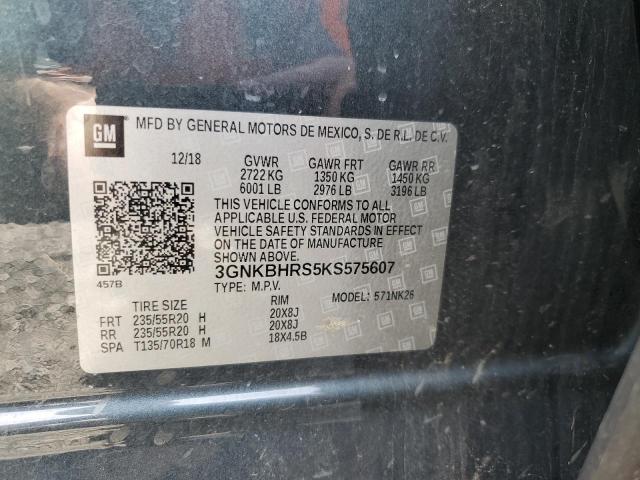 GM
MFD BY GENERAL MOTORS DE MEXICO, S. DE R.L. DE C.V.
12/18 GVWR GAWR FRT GAWR RR
2722 KG 1350 KG 1450 KG
6001 LB 2976 LB 3196 LB
THIS VEHICLE CONFORMS TO ALL
APPLICABLE U.S. FEDERAL MOTOR
VEHICLE SAFETY STANDARDS IN EFFECT
ON THE DATE OF MANUFACTURE
SHOWN ABOVE.
3GNKBHRS5KS575607
457B TYPE: M.P.V.
TIRE SIZE RIM MODEL: 571NK26
FRT 235/55R20 H 20X8J
RR 235/55R20 H 20X8J
SPA T135/70R18 M 18X4.5B